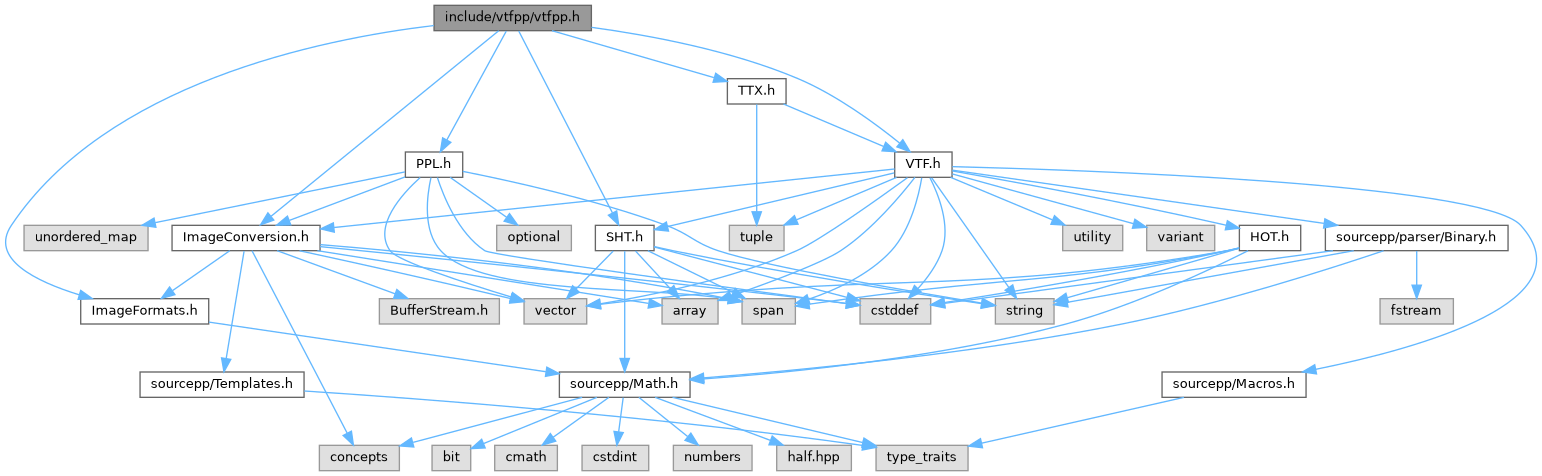 include/vtfpp/vtfpp.h
TTX.h
PPL.h
VTF.h
unordered_map
ImageConversion.h
optional
SHT.h
tuple
utility
variant
HOT.h
sourcepp/parser/Binary.h
ImageFormats.h
BufferStream.h
vector
array
span
cstddef
string
fstream
sourcepp/Templates.h
sourcepp/Math.h
sourcepp/Macros.h
concepts
bit
cmath
cstdint
numbers
half.hpp
type_traits